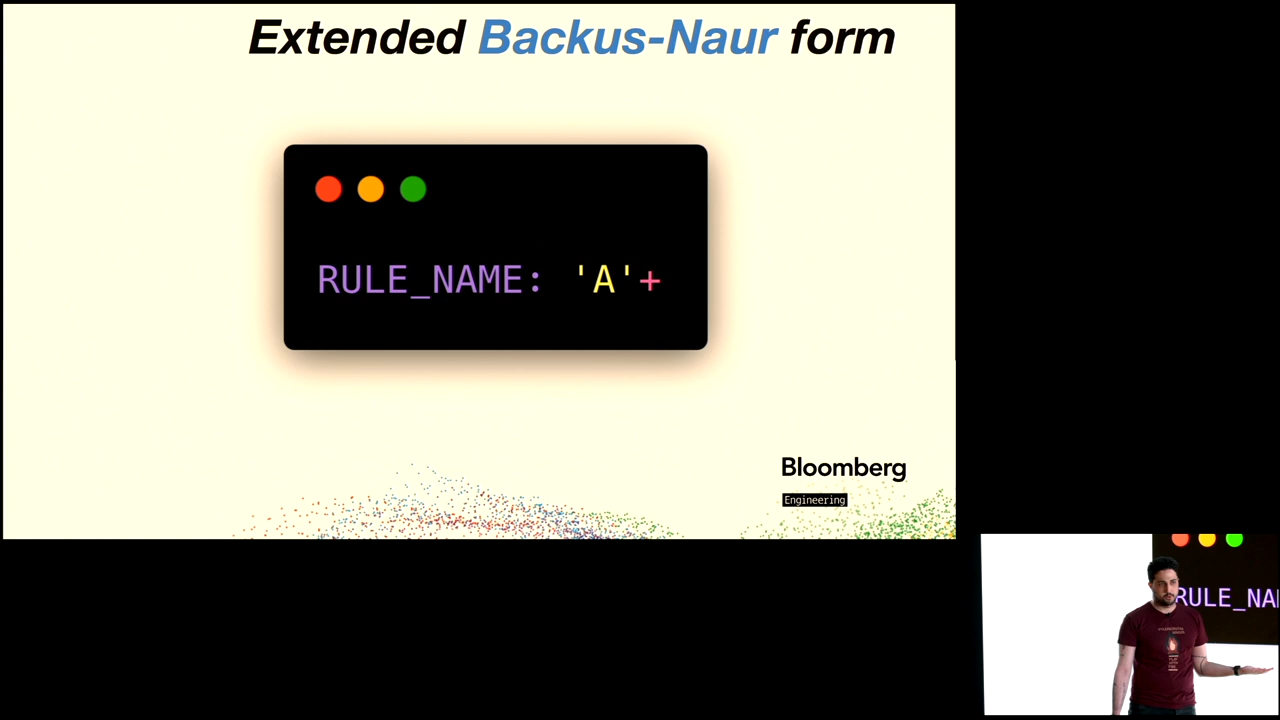 Extended Backus-Naur form
RULE_NAME: 'A'+
Bloomberg
Engineering
RULE_NA